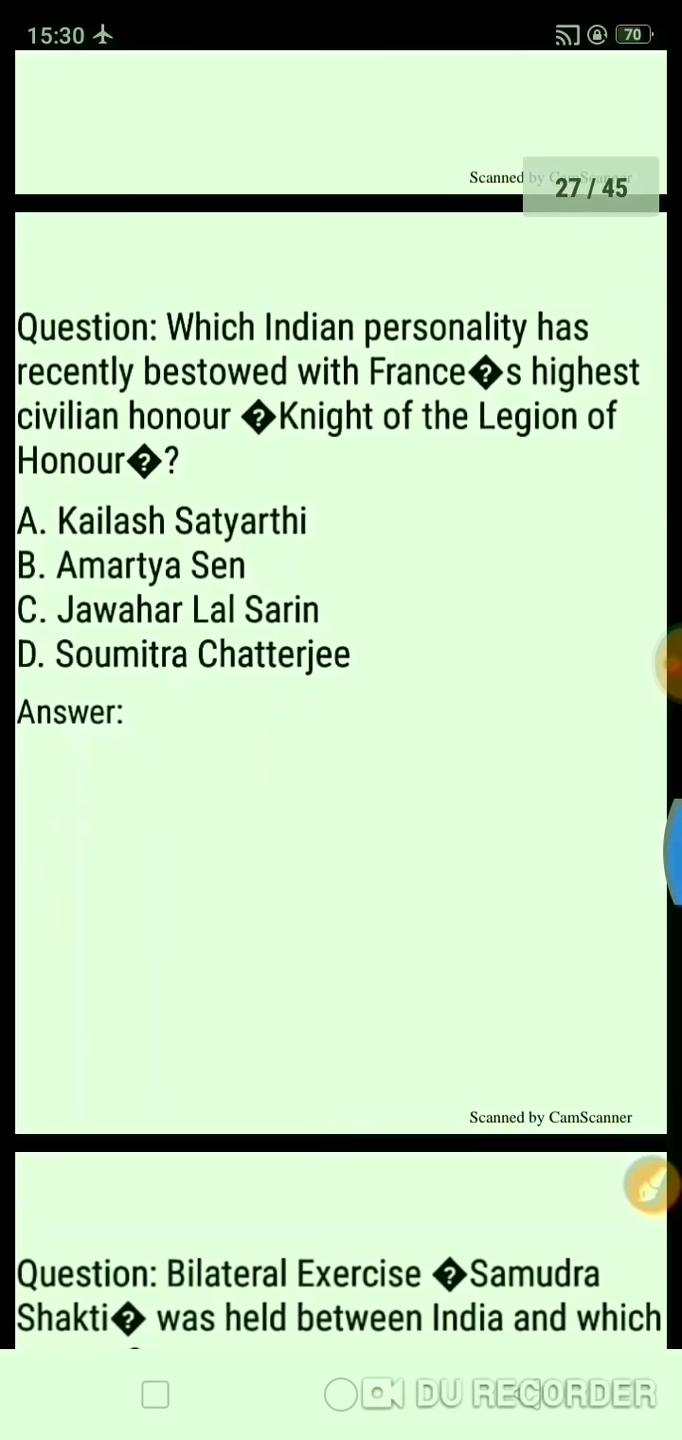 15:30
70
Scanned by CamScanner
27 / 45
Question: Which Indian personality has
recently bestowed with France�s highest
civilian honour �Knight of the Legion of
Honour�?
A. Kailash Satyarthi
B. Amartya Sen
C. Jawahar Lal Sarin
D. Soumitra Chatterjee
Answer:
Scanned by CamScanner
Question: Bilateral Exercise �Samudra
Shakti� was held between India and which
DU RECORDER